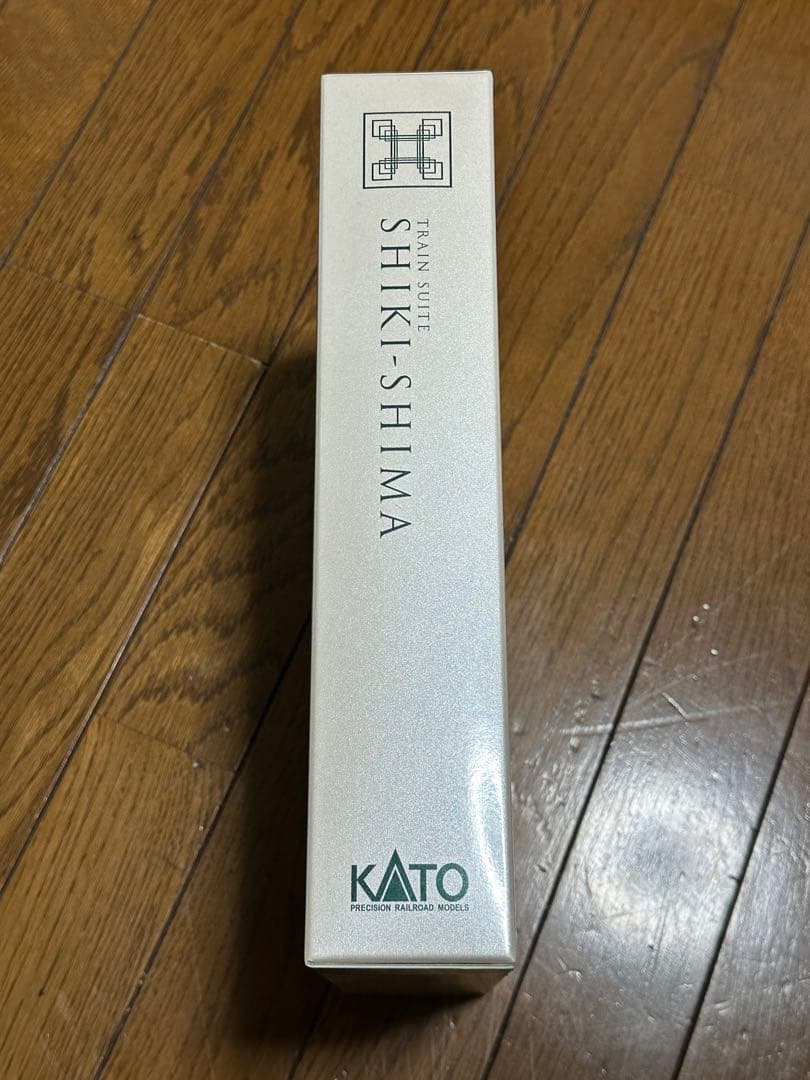 TRAIN SUITE
SHIKI-SHIMA
KATO
PRECISION RAILROAD MODELS